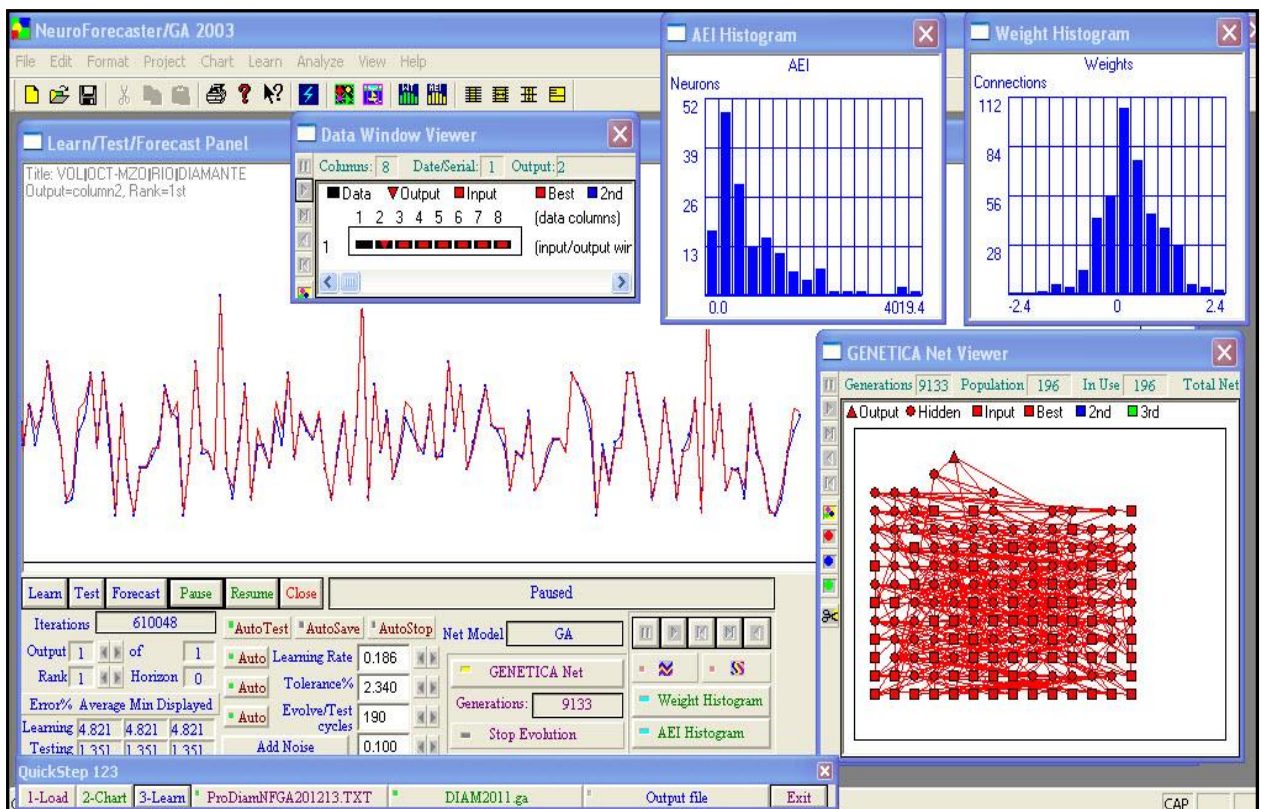 NeuroForecaster/GA 2003
File Edit Format Project Chart Learn Analyze View Help
Learn/Test/Forecast Panel
Title: VOL|OCT-MZO|RIO|DIAMANTE
Output=column2, Rank=1st
Data Window Viewer
Columns: 8 Date/Serial: 1 Output:2
Data Output Input Best 2nd
1 2 3 4 5 6 7 8 (data columns)
1 (input/output wir
AEI Histogram
AEI
Neurons
52
39
26
13
0.0 4019.4
Weight Histogram
Weights
Connections
112
84
56
28
-2.4 0 2.4
GENETICA Net Viewer
Generations 9133 Population 196 In Use 196 Total Net
Output Hidden Input Best 2nd 3rd
Learn Test Forecast Pause Resume Close Paused
Iterations 610048 AutoTest AutoSave AutoStop Net Model GA
Output 1 of 1 Auto Learning Rate 0.186
Rank 1 Horizon 0 Auto Tolerance% 2.340 GENETICA Net
Error% Average Min Displayed Auto Evolve/Test cycles 190 Generations: 9133 Weight Histogram
Learning 4.821 4.821 4.821 Stop Evolution AEI Histogram
Testing 1.351 1.351 1.351 Add Noise 0.100
QuickStep 123
1-Load 2-Chart 3-Learn ProDiamNFGA201213.TXT DIAM2011.ga Output file Exit
CAP